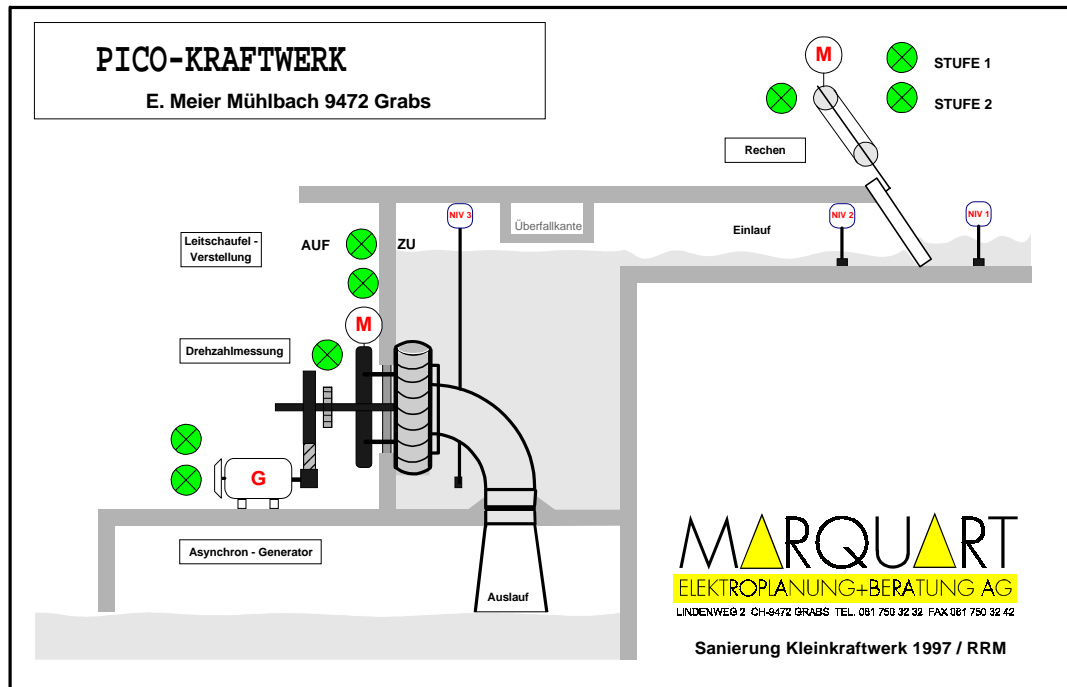 PICO-KRAFTWERK
E. Meier Mühlbach 9472 Grabs
M
STUFE 1
STUFE 2
Rechen
NIV 3
Überfallkante
NIV 2
NIV 1
Einlauf
Leitschaufel -
Verstellung
AUF
ZU
M
Drehzahlmessung
G
Asynchron - Generator
Auslauf
MARQUART
ELEKTROPLANUNG+BERATUNG AG
LINDENWEG 2 CH-9472 GRABS TEL. 081 750 32 32 FAX 081 750 32 42
Sanierung Kleinkraftwerk 1997 / RRM